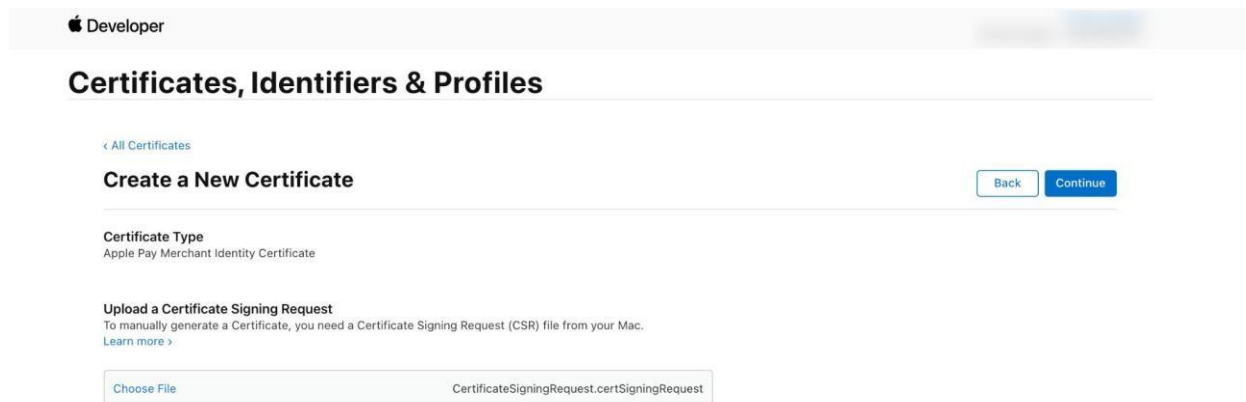 Developer
Certificates, Identifiers & Profiles
‹ All Certificates
Create a New Certificate
Back
Continue
Certificate Type
Apple Pay Merchant Identity Certificate
Upload a Certificate Signing Request
To manually generate a Certificate, you need a Certificate Signing Request (CSR) file from your Mac.
Learn more ›
Choose File
CertificateSigningRequest.certSigningRequest